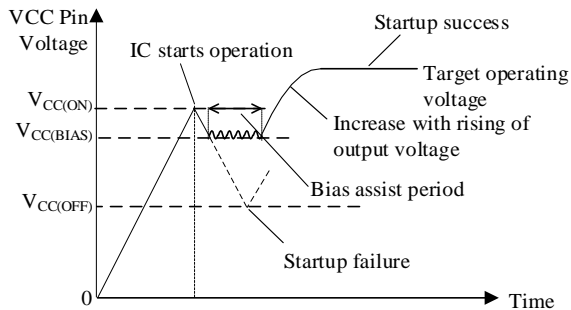 VCC Pin
Voltage
Startup success
IC starts operation
Target operating
voltage
VCC(ON)
Increase with rising of
output voltage
VCC(BIAS)
Bias assist period
VCC(OFF)
Startup failure
0
Time